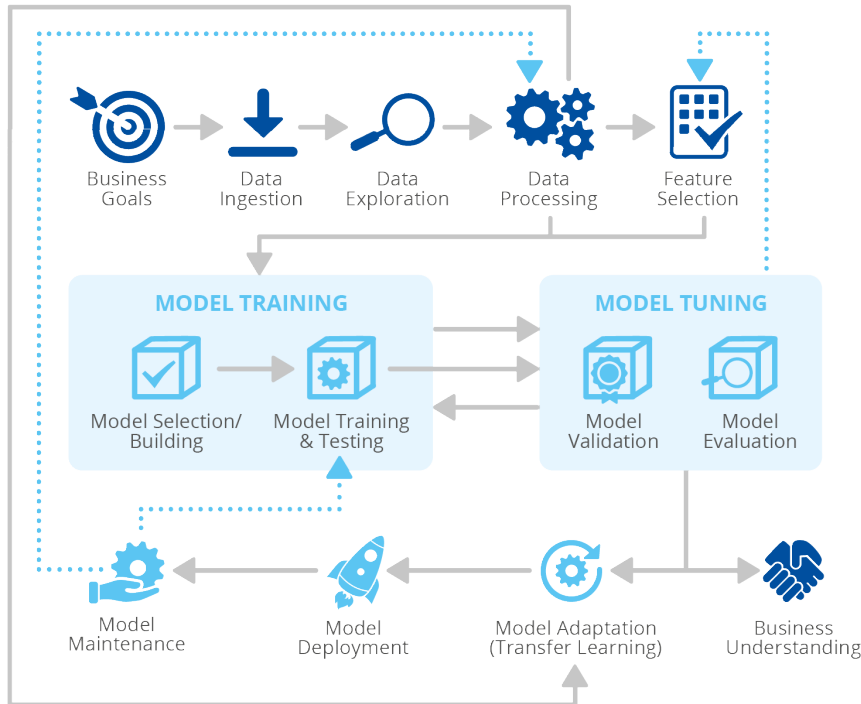 Business
Goals
Data
Ingestion
Data
Exploration
Data
Processing
Feature
Selection
MODEL TRAINING
Model Selection/
Building
Model Training
& Testing
MODEL TUNING
Model
Validation
Model
Evaluation
Model
Maintenance
Model
Deployment
Model Adaptation
(Transfer Learning)
Business
Understanding